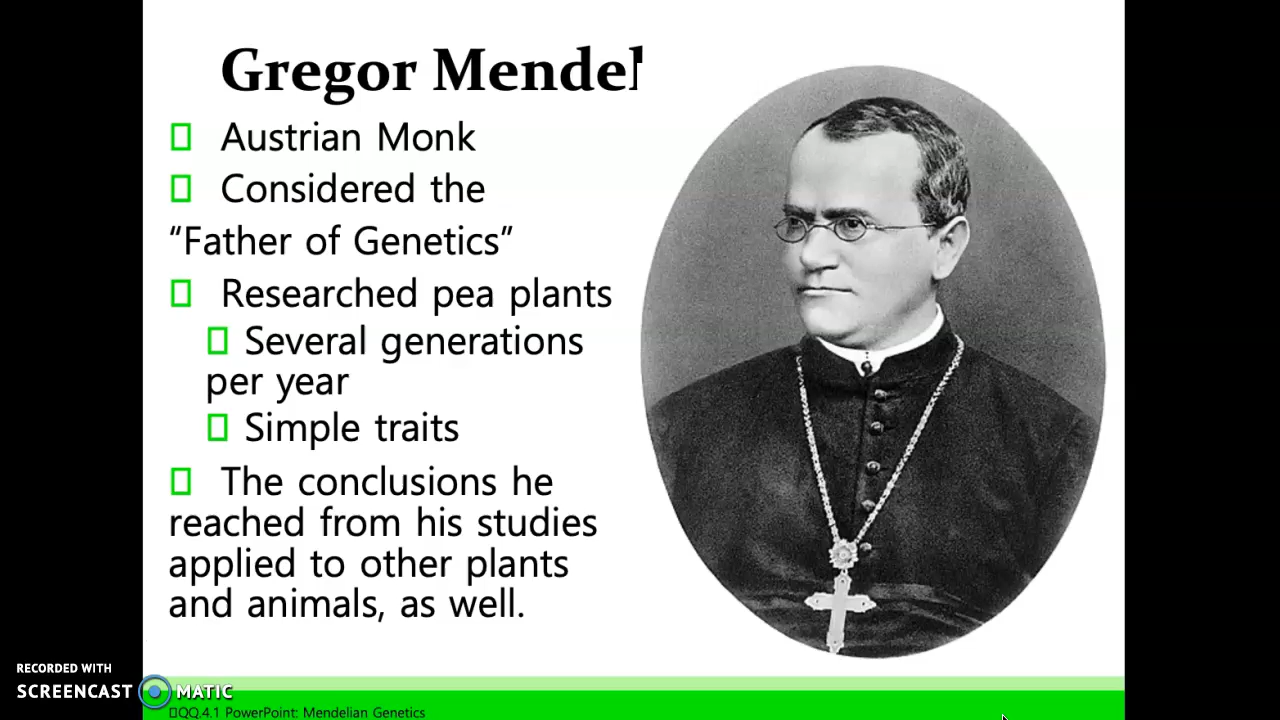 Gregor Mendel
Austrian Monk
Considered the
“Father of Genetics”
Researched pea plants
Several generations
per year
Simple traits
The conclusions he
reached from his studies
applied to other plants
and animals, as well.
RECORDED WITH
SCREENCAST MATIC
QQ.4.1 PowerPoint: Mendelian Genetics